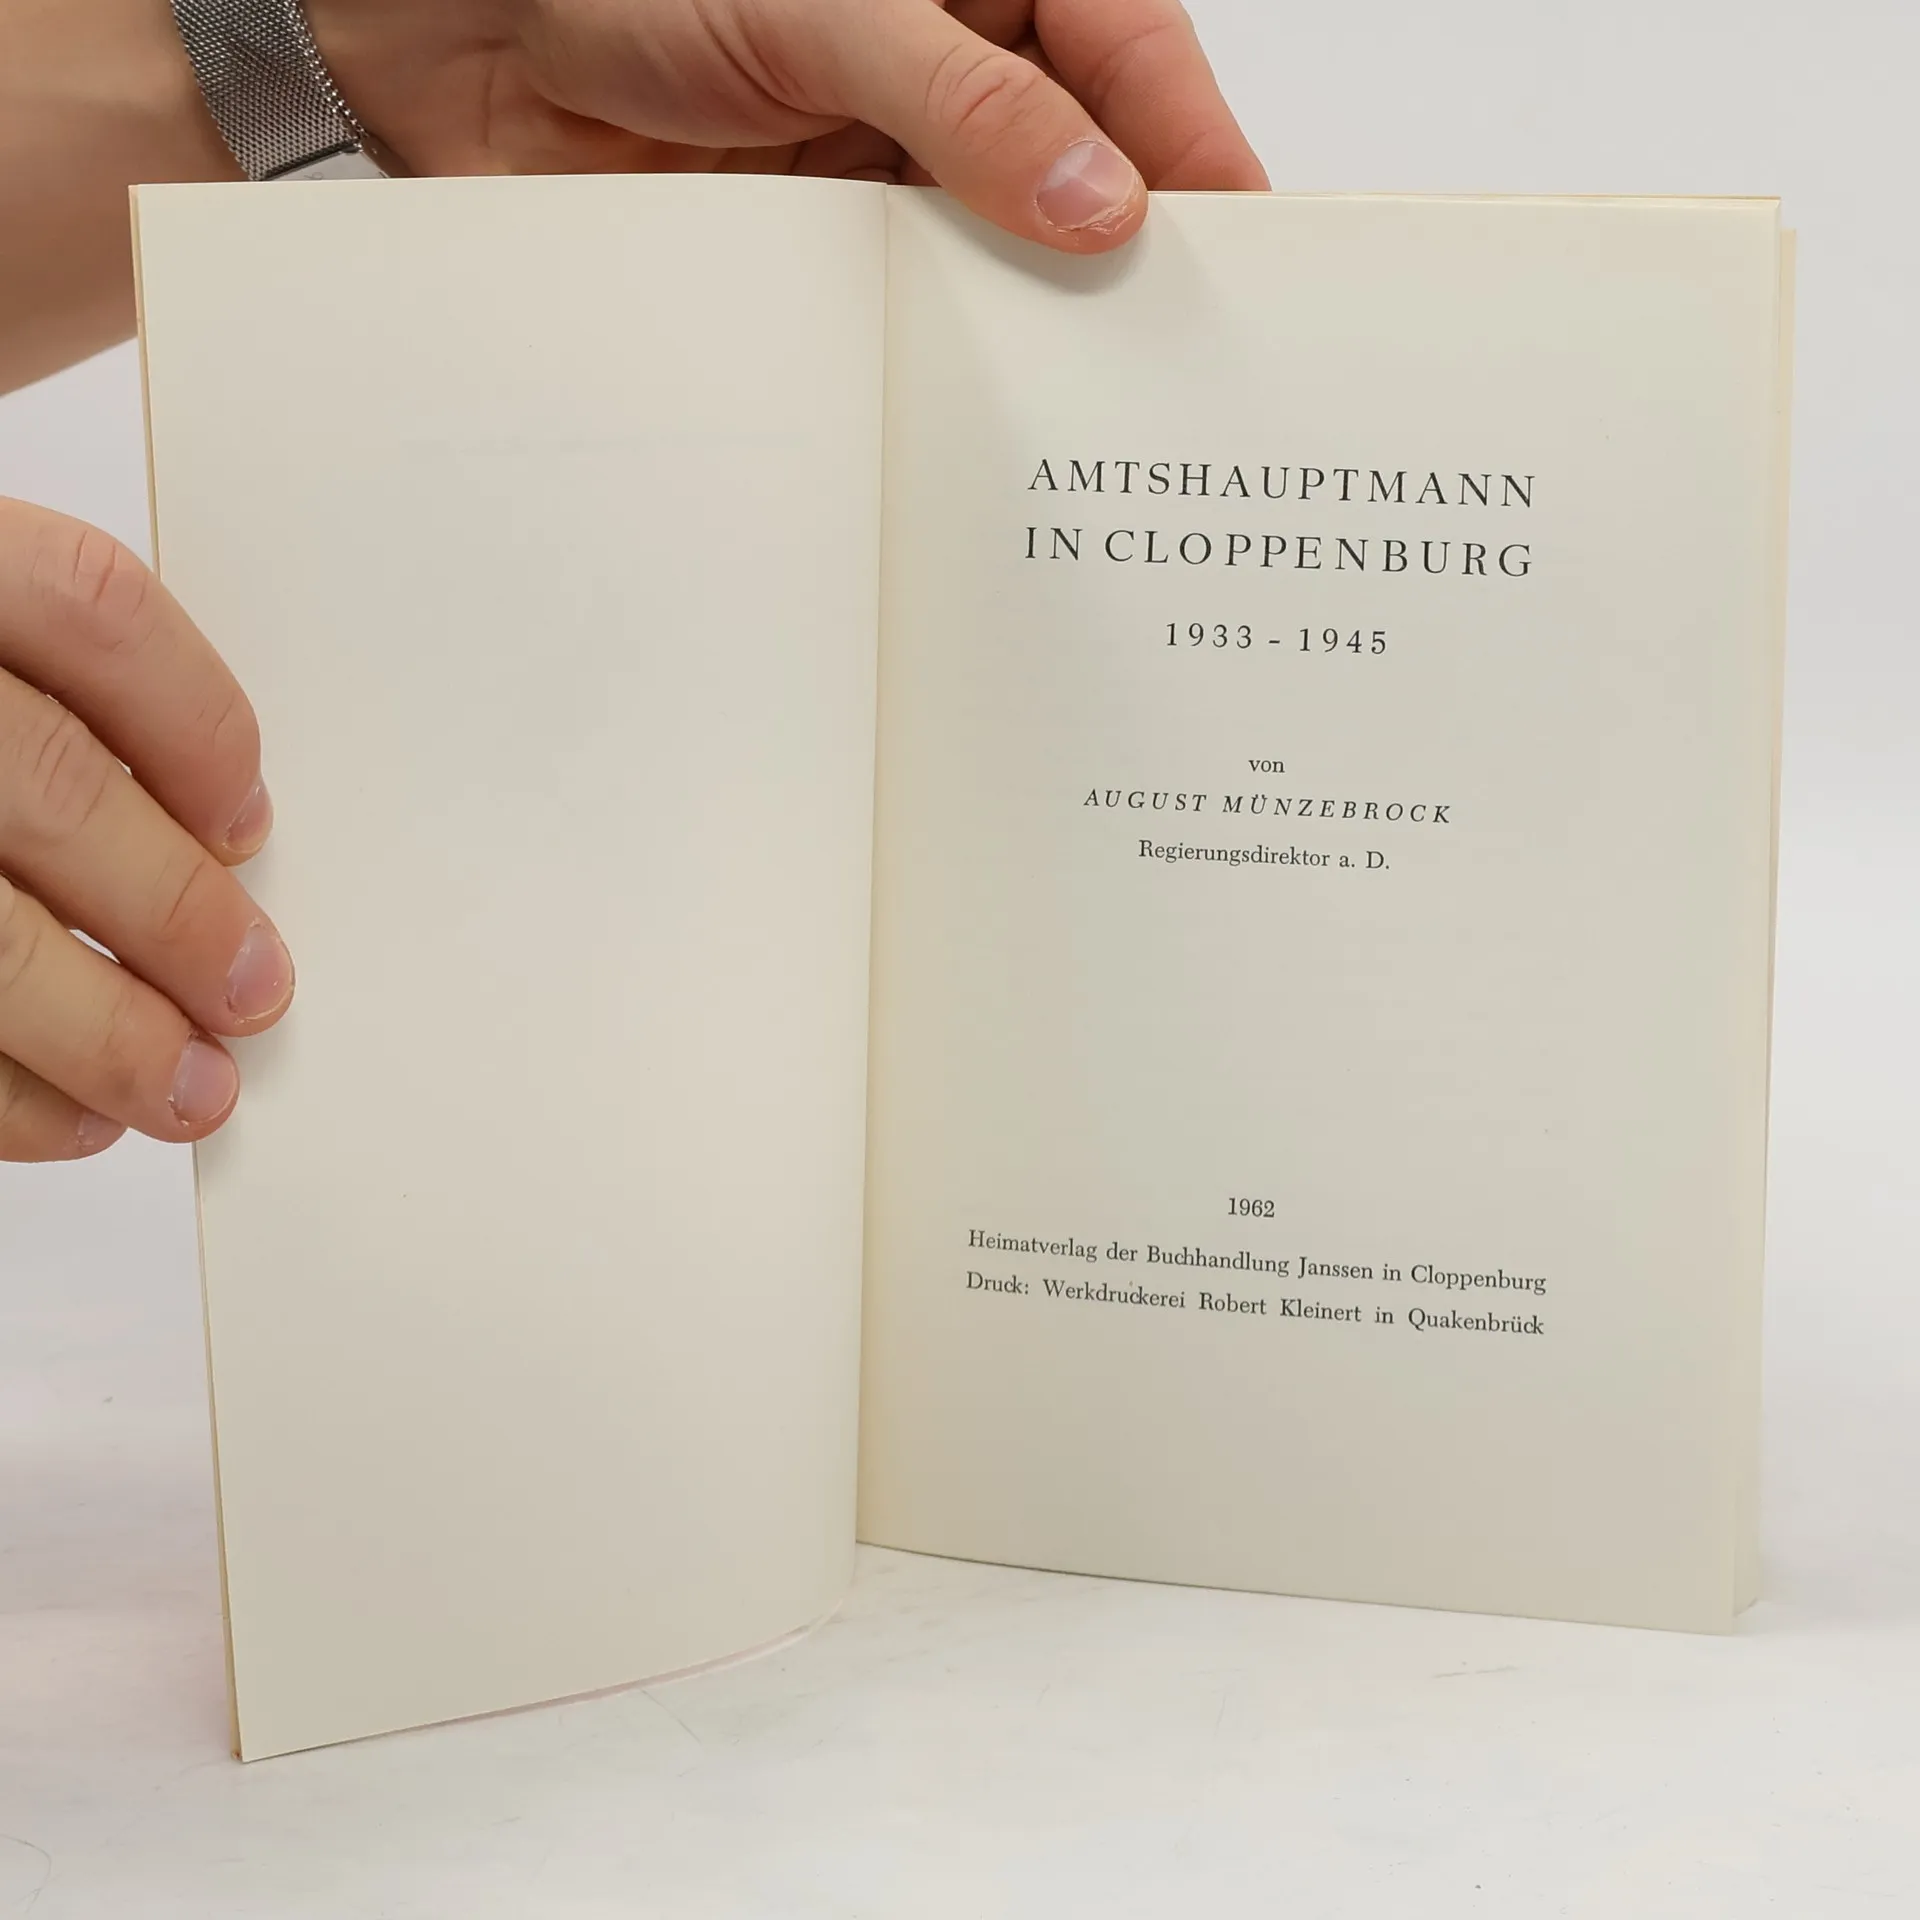 AMTSHAUPTMANN
IN CLOPPENBURG
1933 - 1945
von
AUGUST MÜNZEBROCK
Regierungsdirektor a. D.
1962
Heimatverlag der Buchhandlung Janssen in Cloppenburg
Druck: Werkdruckerei Robert Kleinert in Quakenbrück